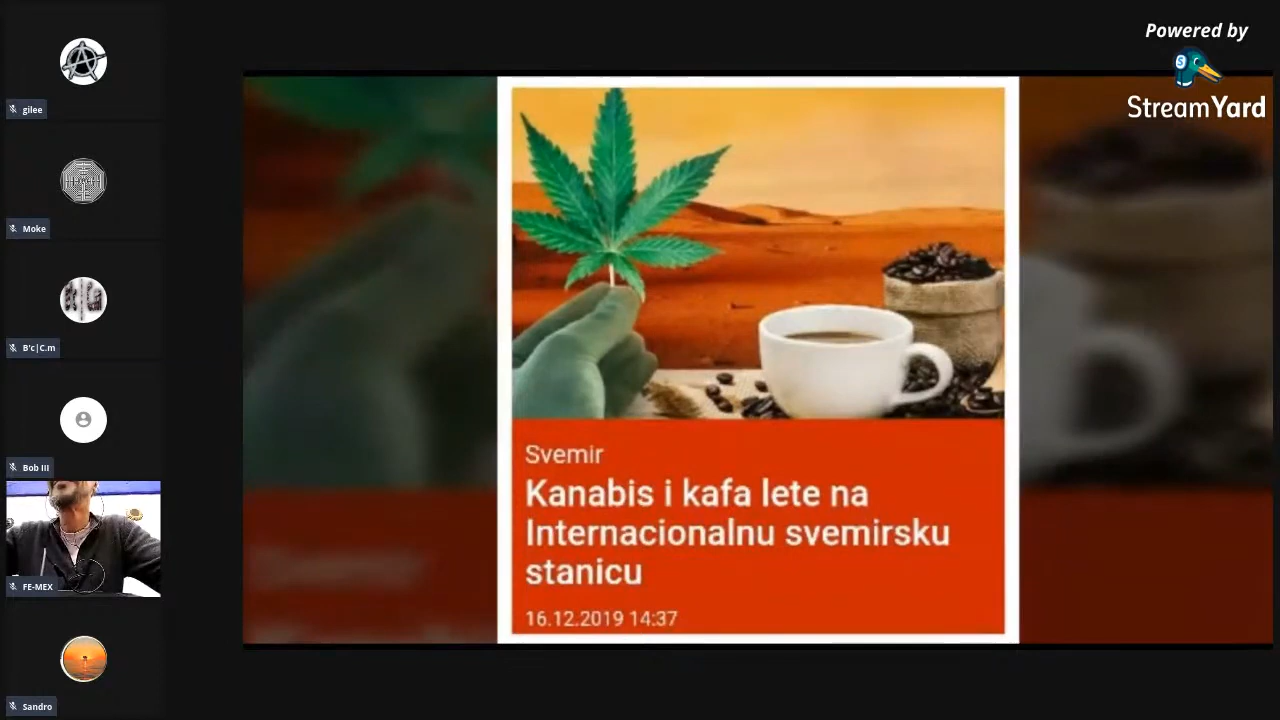 Powered by
StreamYard
gilee
Moke
B'c|C.m
Bob III
FE-MEX
Sandro
Svemir
Kanabis i kafa lete na
Internacionalnu svemirsku
stanicu
16.12.2019 14:37